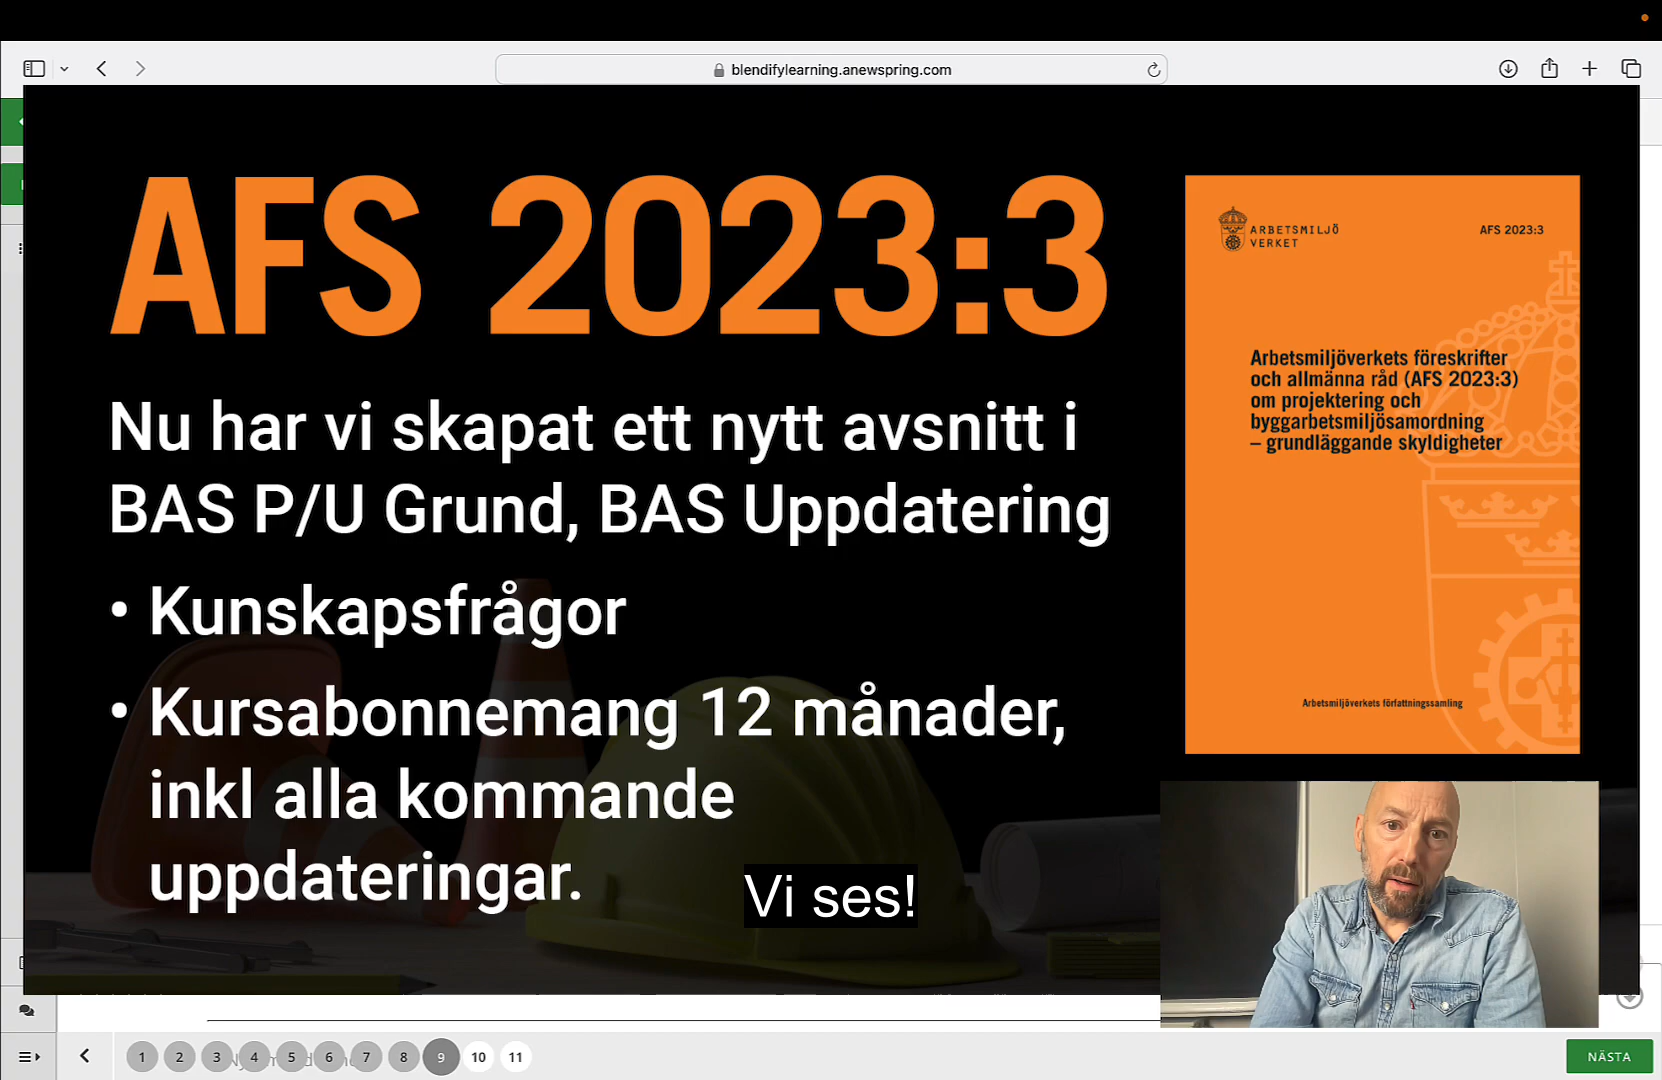 blendifylearning.anewspring.com
AFS 2023:3
ARBETSMILJÖ
VERKET
AFS 2023:3
Arbetsmiljöverkets föreskrifter
och allmänna råd (AFS 2023:3)
om projektering och
byggarbetsmiljösamordning
– grundläggande skyldigheter
Arbetsmiljöverkets författningssamling
Nu har vi skapat ett nytt avsnitt i
BAS P/U Grund, BAS Uppdatering
• Kunskapsfrågor
• Kursabonnemang 12 månader,
inkl alla kommande
uppdateringar.
Vi ses!
1 2 3 4 5 6 7 8 9 10 11
NÄSTA